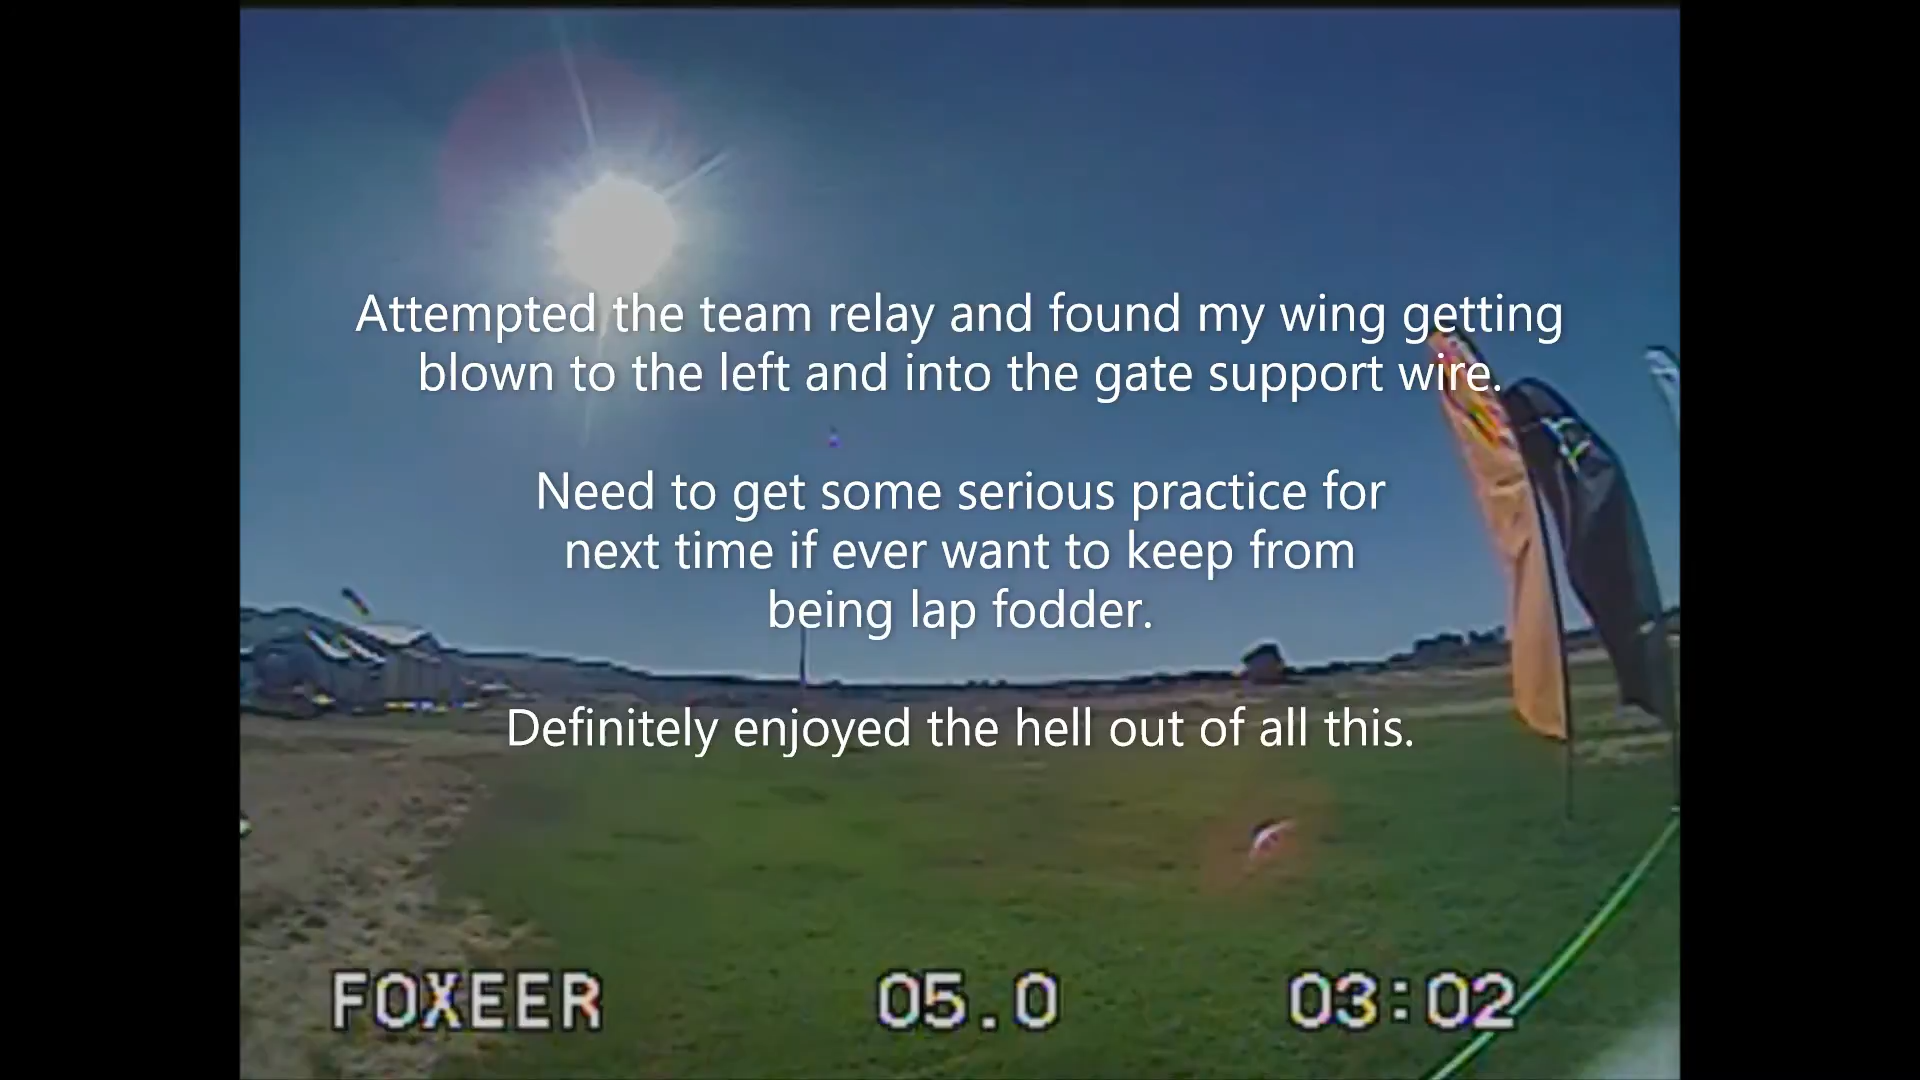 Attempted the team relay and found my wing getting
blown to the left and into the gate support wire.
Need to get some serious practice for
next time if ever want to keep from
being lap fodder.
Definitely enjoyed the hell out of all this.
FOXEER 05.0 03:02